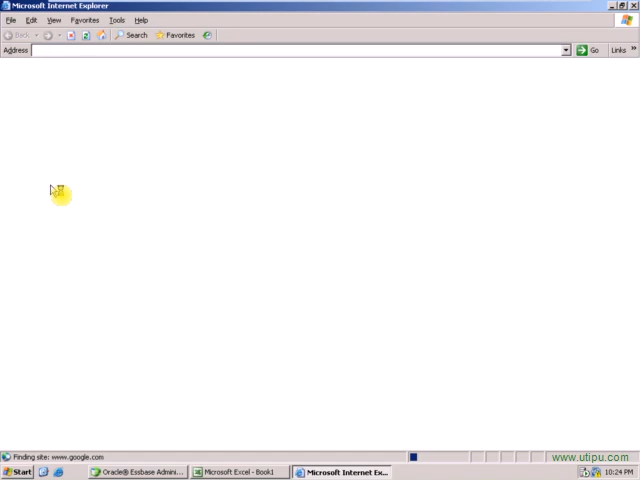 Microsoft Internet Explorer
File Edit View Favorites Tools Help
Back Search Favorites
Address Go Links »
Finding site: www.google.com
www.utipu.com
Start Oracle® Essbase Admini... Microsoft Excel - Book1 Microsoft Internet Ex... 10:24 PM